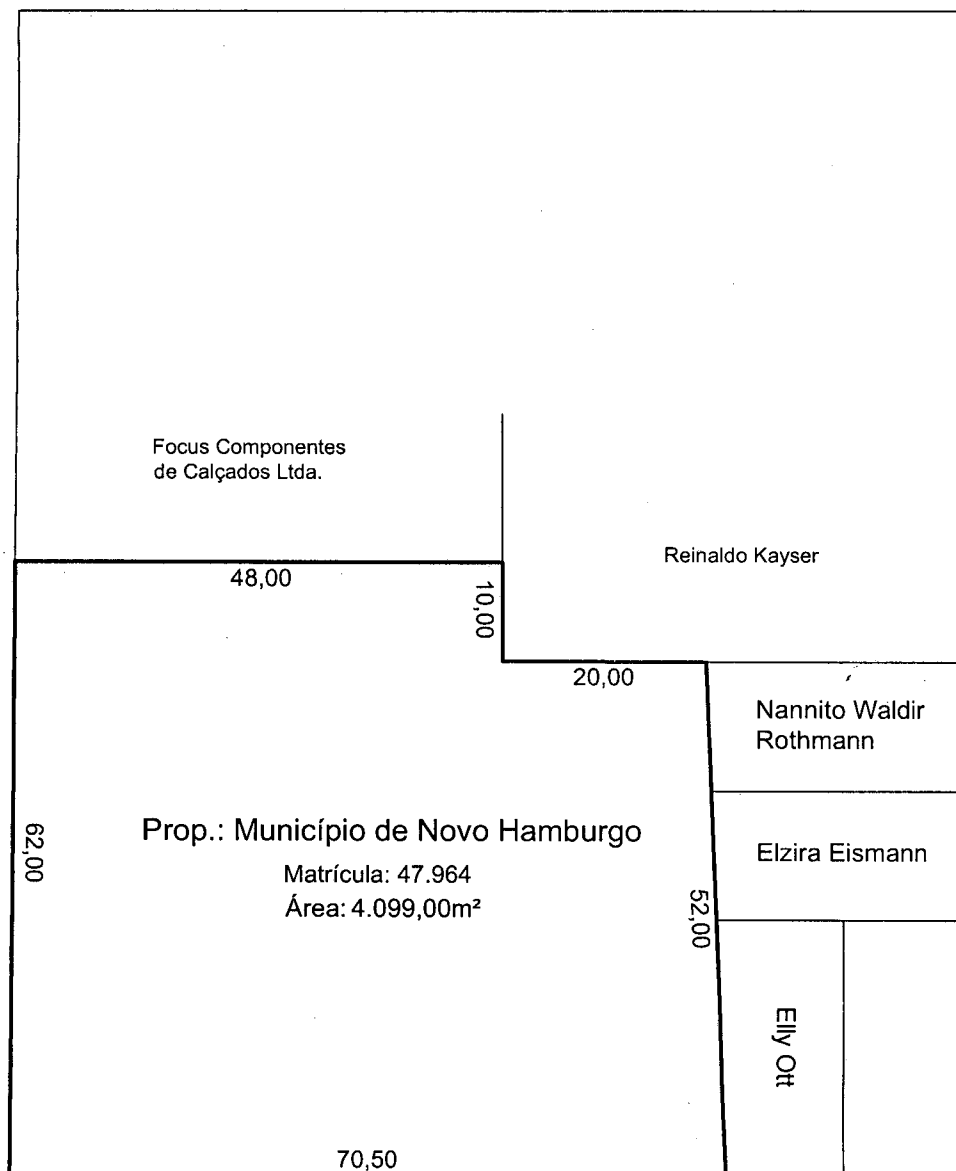 Focus Componentes
de Calçados Ltda.
Reinaldo Kayser
48,00
10,00
20,00
Nannito Waldir
Rothmann
Prop.: Município de Novo Hamburgo
Matrícula: 47.964
Área: 4.099,00m²
62,00
Elzira Eismann
52,00
Elly Ott
70,50